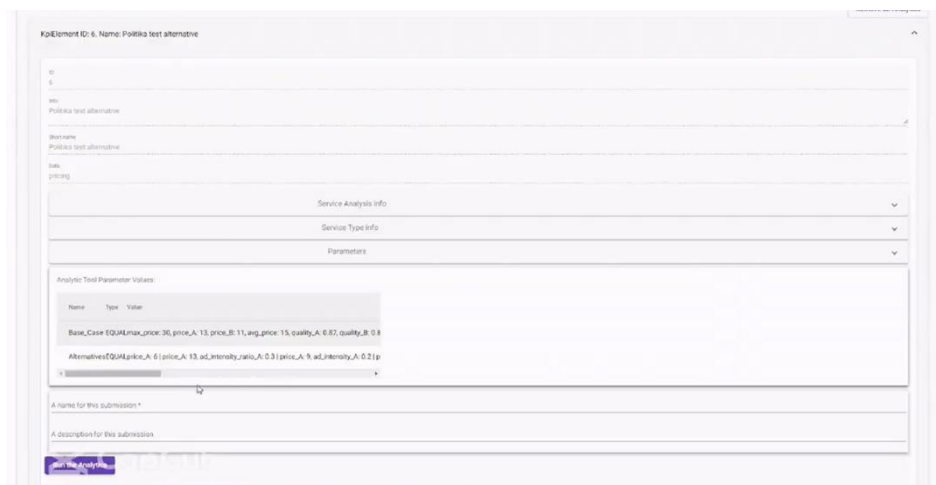 KpiElement ID: 6. Name: Politika test alternative
ID
6
Info
Politika test alternative
Short name
Politika test alternative
Data
pricing
Service Analysis Info
Service Type Info
Parameters
Analytic Tool Parameter Values
Name Type Value
Base_Case EQUALmax_price: 30, price_A: 13, price_B: 11, avg_price: 15, quality_A: 0.87, quality_B: 0.8
AlternativesEQUALprice_A: 6 | price_A: 13, ad_intensity_ratio_A: 0.3 | price_A: 9, ad_intensity_A: 0.2 | p
A name for this submission *
A description for this submission
Run the Analytics